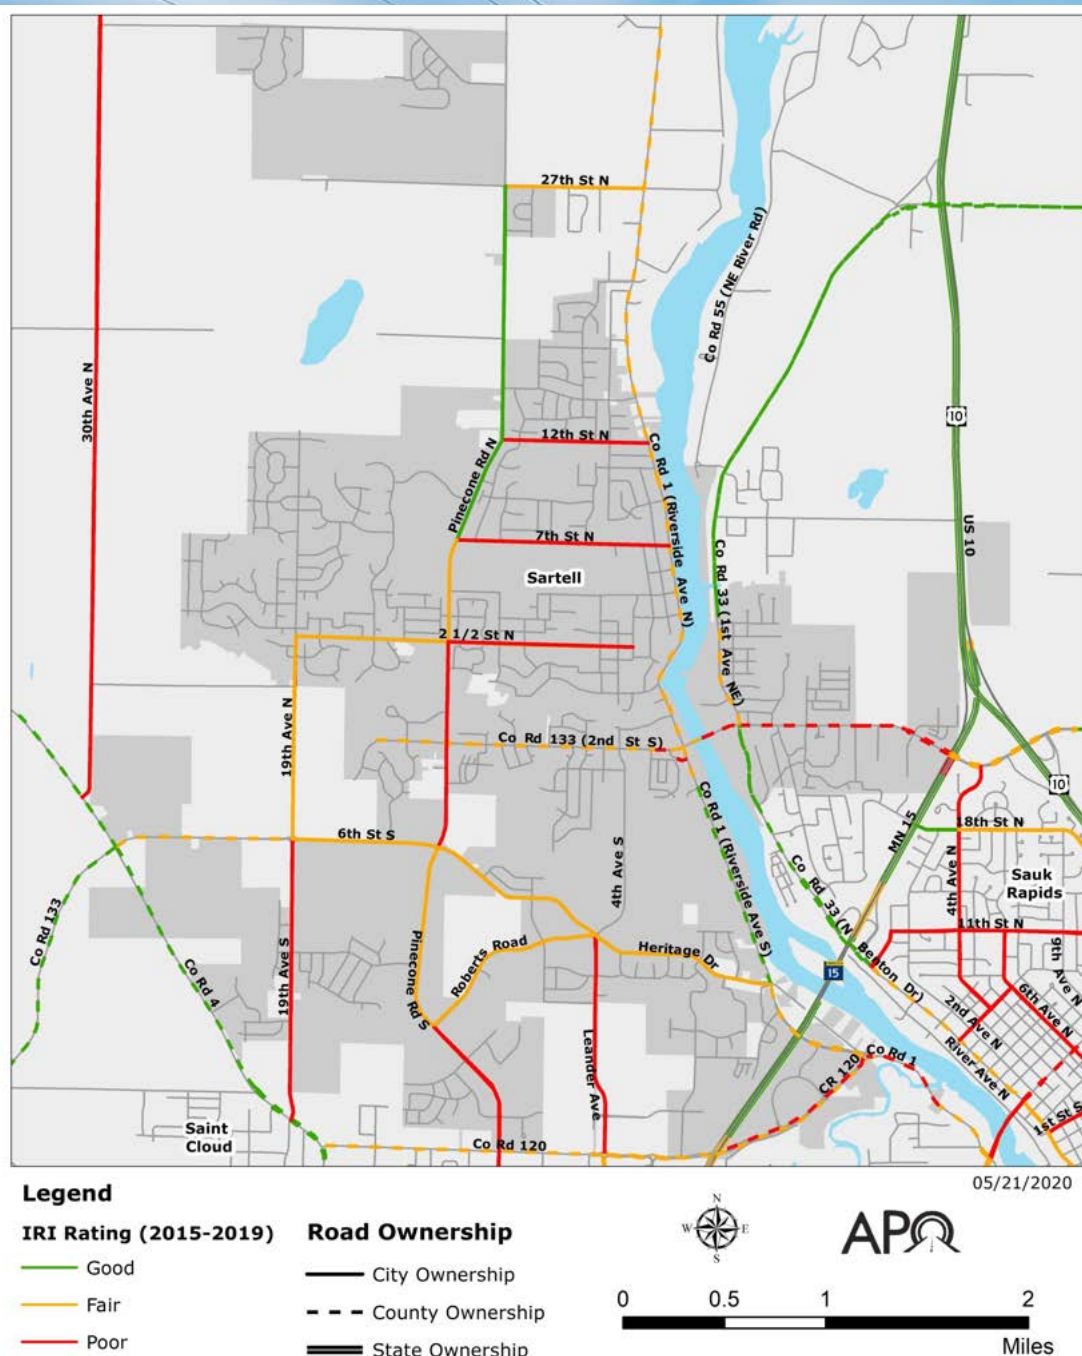 27th St N
Co Rd 55 (NE River Rd)
30th Ave N
10
12th St N
Pinecone Rd N
Co Rd 1 (Riverside Ave N)
7th St N
US 10
Sartell
Co Rd 33 (1st Ave NE)
2 1/2 St N
19th Ave N
Co Rd 133 (2nd St S)
10
Co Rd 1 (Riverside Ave S)
6th St S
MN 15
18th St N
4th Ave S
4th Ave N
Sauk
Rapids
Co Rd 33 (N Benton Dr)
11th St N
9th Ave N
Co Rd 133
Roberts Road
Heritage Dr
Pinecone Rd S
Co Rd 4
19th Ave S
15
2nd Ave N
6th Ave N
River Ave N
Leander Ave
Co Rd 1
CR 120
1st St S
Saint
Cloud
Co Rd 120
05/21/2020
Legend
IRI Rating (2015-2019)
Good
Fair
Poor
Road Ownership
City Ownership
County Ownership
State Ownership
N
W E
S
APO
0 0.5 1 2
Miles